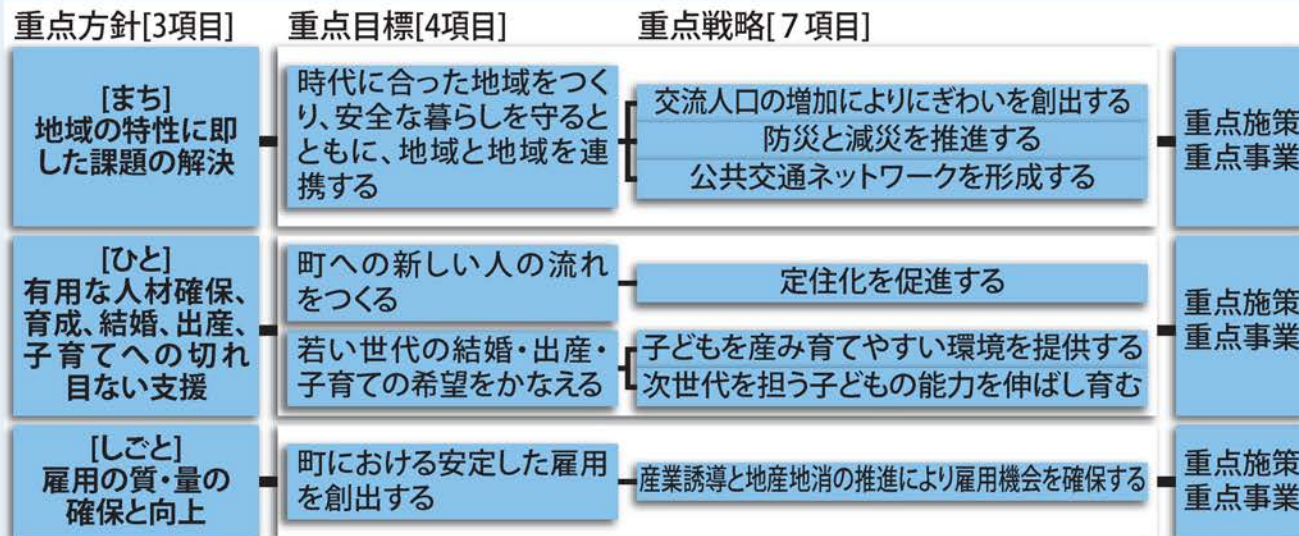 重点方針[3項目]
重点目標[4項目]
重点戦略[７項目]
[まち]
地域の特性に即
した課題の解決
時代に合った地域をつく
り、安全な暮らしを守ると
ともに、地域と地域を連
携する
交流人口の増加によりにぎわいを創出する
防災と減災を推進する
公共交通ネットワークを形成する
重点施策
重点事業
[ひと]
有用な人材確保、
育成、結婚、出産、
子育てへの切れ
目ない支援
町への新しい人の流れ
をつくる
定住化を促進する
若い世代の結婚・出産・
子育ての希望をかなえる
子どもを産み育てやすい環境を提供する
次世代を担う子どもの能力を伸ばし育む
重点施策
重点事業
[しごと]
雇用の質・量の
確保と向上
町における安定した雇用
を創出する
産業誘導と地産地消の推進により雇用機会を確保する
重点施策
重点事業